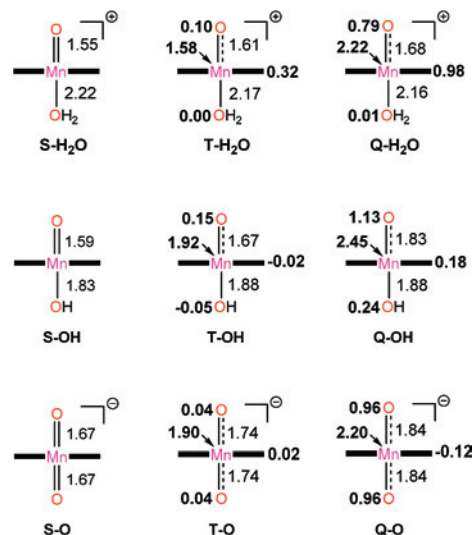 O 0.10 O 0.79 O
⊕ ⊕ ⊕
1.55 1.58 1.61 2.22 1.68
Mn Mn 0.32 Mn 0.98
2.22 2.17 2.16
OH₂ 0.00 OH₂ 0.01 OH₂
S-H₂O T-H₂O Q-H₂O
O 0.15 O 1.13 O
1.59 1.92 1.67 2.45 1.83
Mn Mn -0.02 Mn 0.18
1.83 1.88 1.88
OH -0.05 OH 0.24 OH
S-OH T-OH Q-OH
⊖ ⊖ ⊖
O 0.04 O 0.96 O
1.67 1.90 1.74 2.20 1.84
Mn Mn 0.02 Mn -0.12
1.67 1.74 1.84
O 0.04 O 0.96 O
S-O T-O Q-O